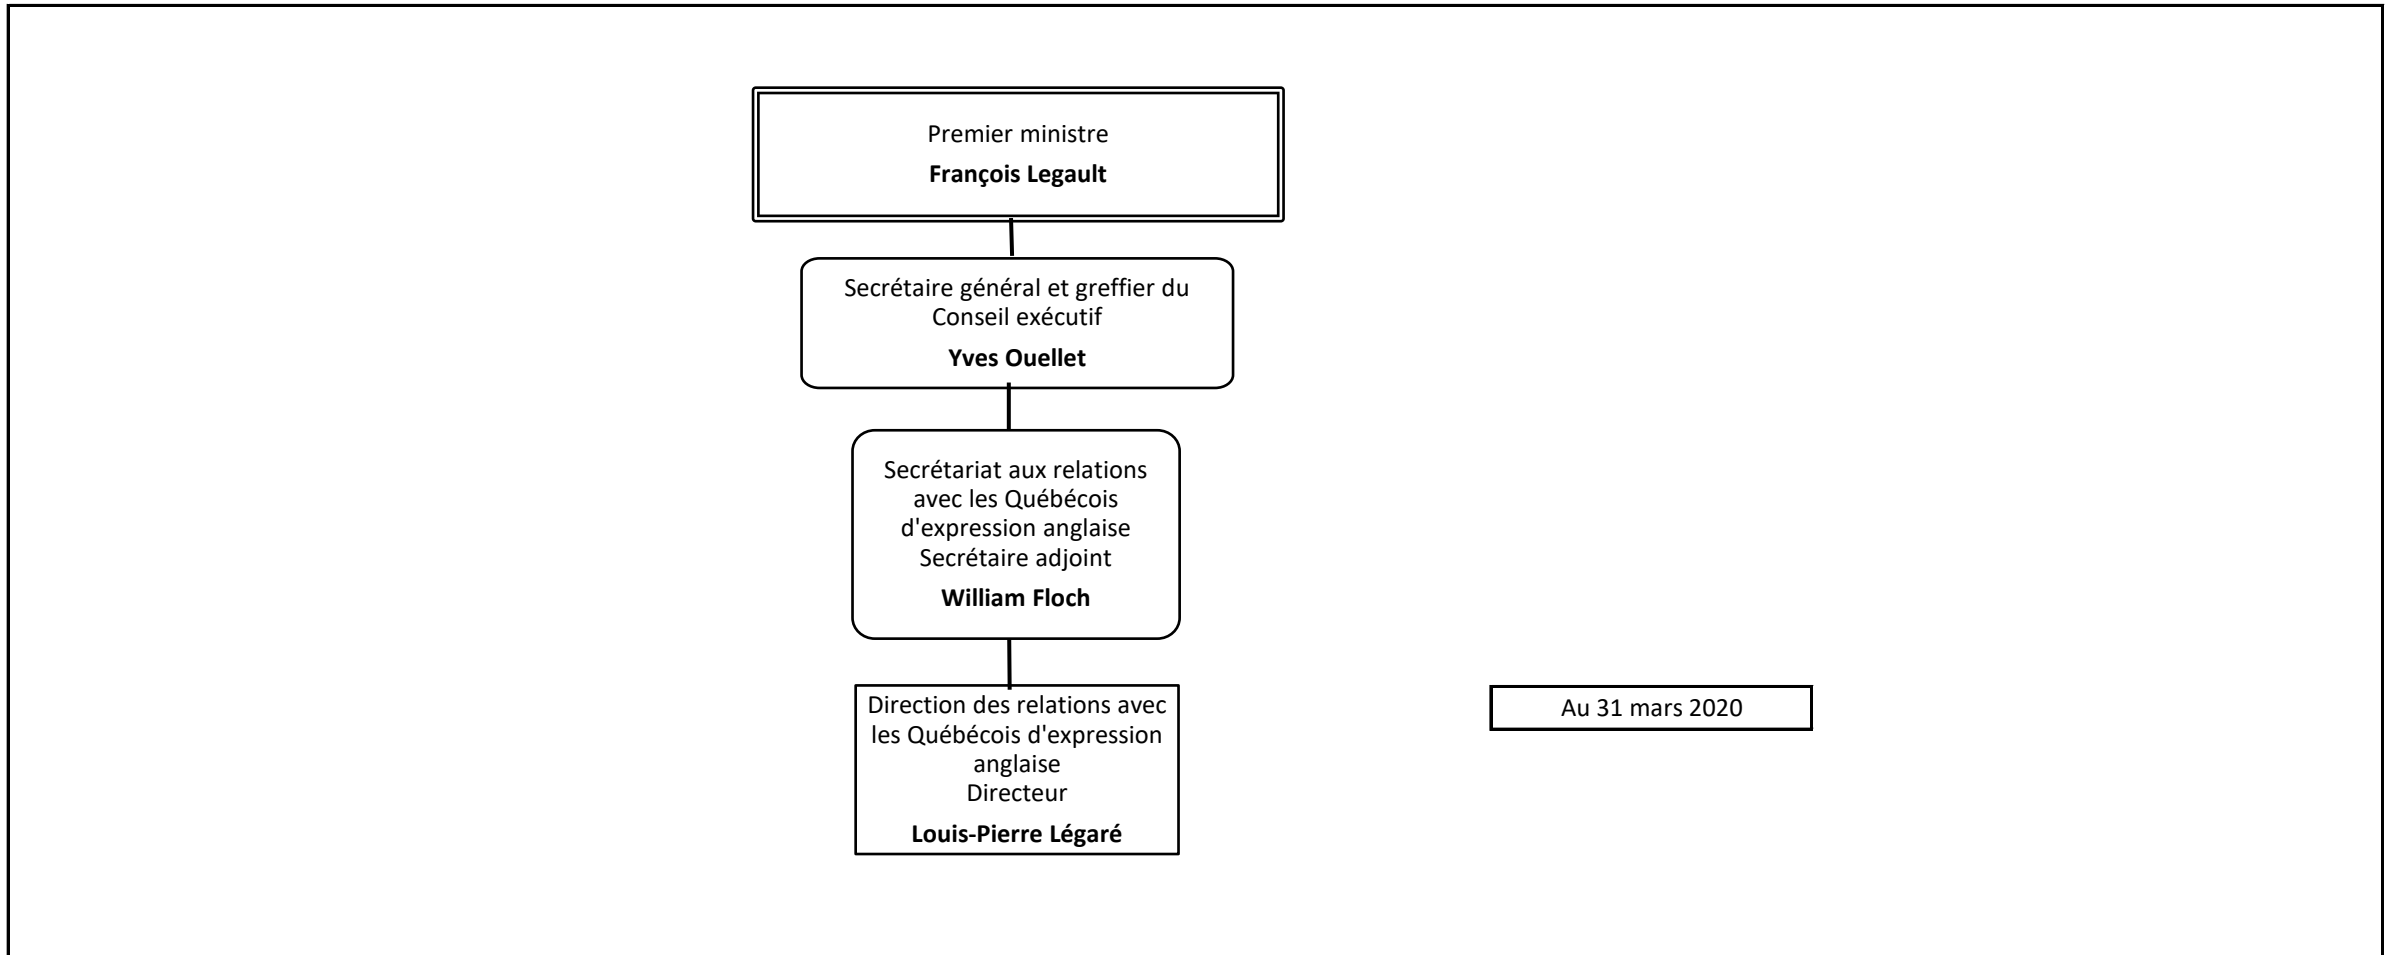 Premier ministre
François Legault
Secrétaire général et greffier du
Conseil exécutif
Yves Ouellet
Secrétariat aux relations
avec les Québécois
d'expression anglaise
Secrétaire adjoint
William Floch
Direction des relations avec
les Québécois d'expression
anglaise
Directeur
Louis-Pierre Légaré
Au 31 mars 2020